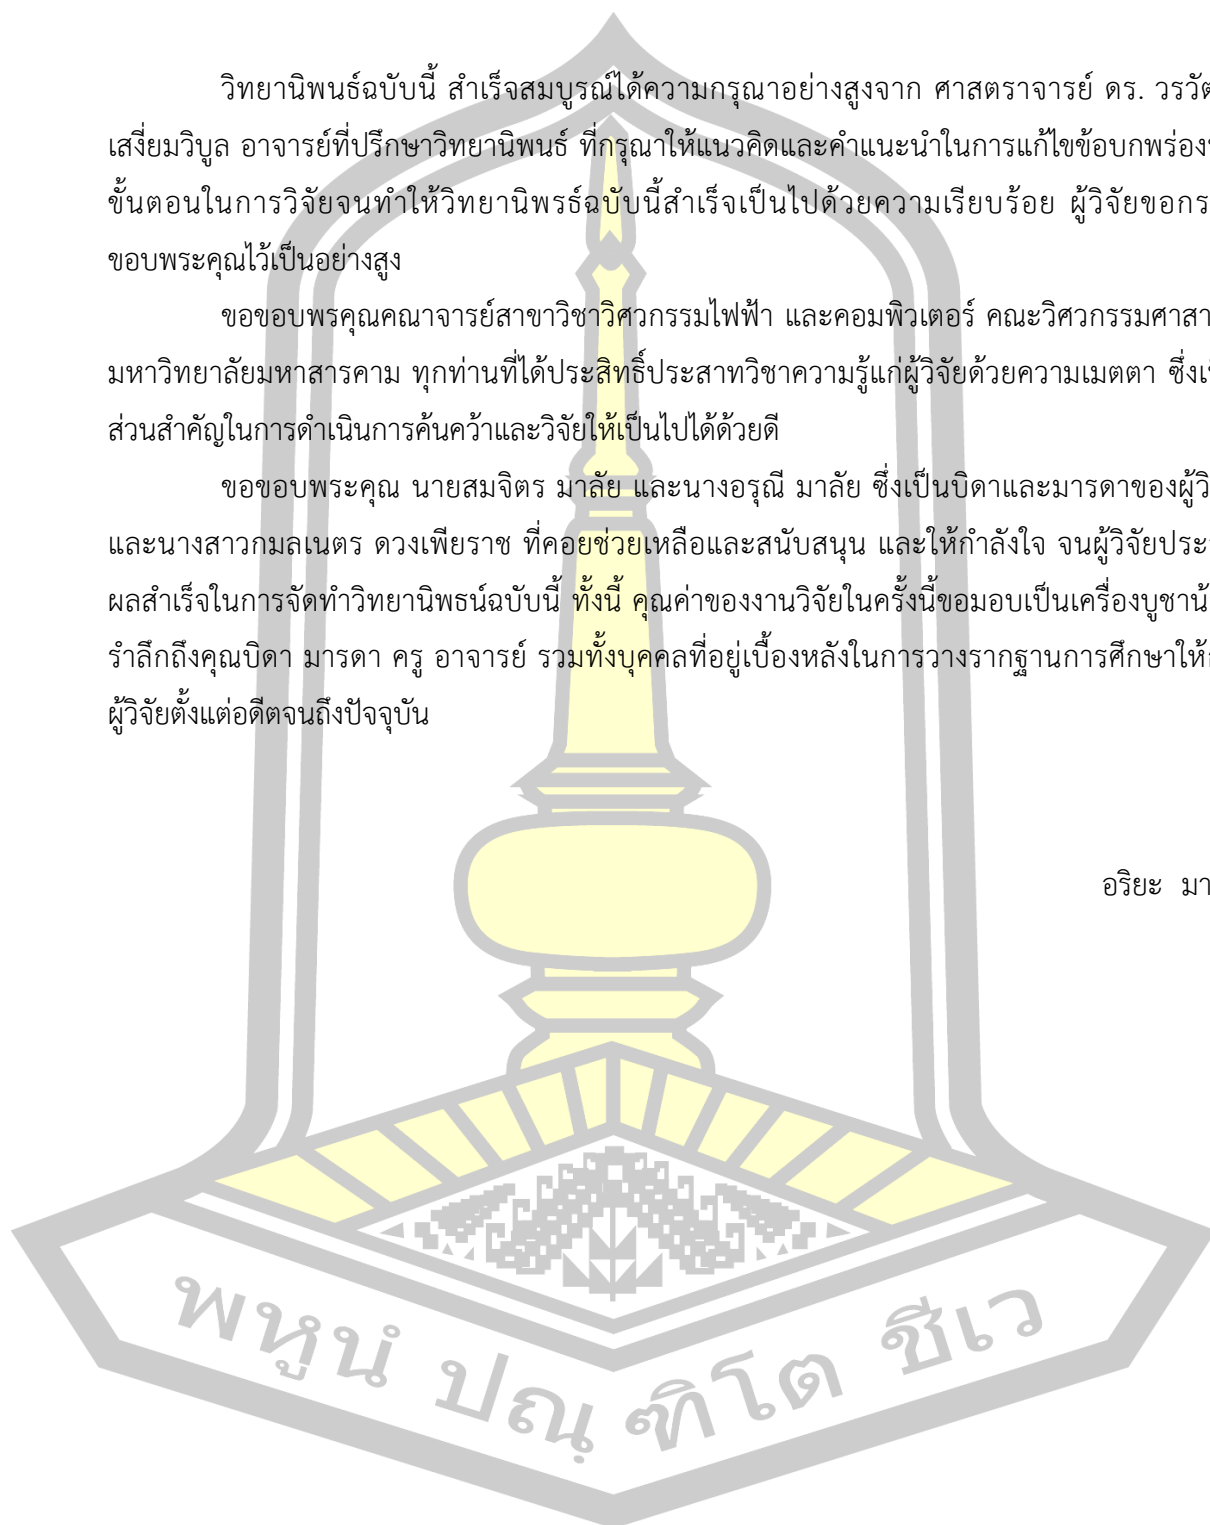 วิทยานิพนธ์ฉบับนี้ สำเร็จสมบูรณ์ได้ความกรุณาอย่างสูงจาก ศาสตราจารย์ ดร. วรวัต
เสงี่ยมวิบูล อาจารย์ที่ปรึกษาวิทยานิพนธ์ ที่กรุณาให้แนวคิดและคำแนะนำในการแก้ไขข้อบกพร่อง
ขั้นตอนในการวิจัยจนทำให้วิทยานิพรธ์ฉบับนี้สำเร็จเป็นไปด้วยความเรียบร้อย ผู้วิจัยขอกร
ขอบพระคุณไว้เป็นอย่างสูง
ขอขอบพรคุณคณาจารย์สาขาวิชาวิศวกรรมไฟฟ้า และคอมพิวเตอร์ คณะวิศวกรรมศาสา
มหาวิทยาลัยมหาสารคาม ทุกท่านที่ได้ประสิทธิ์ประสาทวิชาความรู้แก่ผู้วิจัยด้วยความเมตตา ซึ่งเ
ส่วนสำคัญในการดำเนินการค้นคว้าและวิจัยให้เป็นไปได้ด้วยดี
ขอขอบพระคุณ นายสมจิตร มาลัย และนางอรุณี มาลัย ซึ่งเป็นบิดาและมารดาของผู้วิ
และนางสาวกมลเนตร ดวงเพียราช ที่คอยช่วยเหลือและสนับสนุน และให้กำลังใจ จนผู้วิจัยประ
ผลสำเร็จในการจัดทำวิทยานิพธน์ฉบับนี้ ทั้งนี้ คุณค่าของงานวิจัยในครั้งนี้ขอมอบเป็นเครื่องบูชาน้
รำลึกถึงคุณบิดา มารดา ครู อาจารย์ รวมทั้งบุคคลที่อยู่เบื้องหลังในการวางรากฐานการศึกษาให้
ผู้วิจัยตั้งแต่อดีตจนถึงปัจจุบัน
อริยะ มา
พหูนํ ปณฺ ฑิโต ชีเว